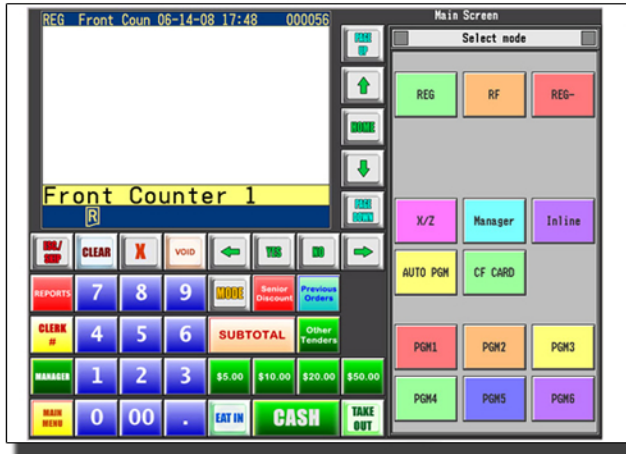 REG Front Coun 06-14-08 17:48 000056
Main Screen
Select mode
PAGE UP
HOME
PAGE DOWN
REG RF REG-
Front Counter 1
R
X/Z Manager Inline
CLEAR X VOID YES NO
AUTO PGM CF CARD
REPORTS 7 8 9 MODE Senior Discount Previous Orders
CLERK # 4 5 6 SUBTOTAL Other Tenders
PGM1 PGM2 PGM3
MANAGER 1 2 3 $5.00 $10.00 $20.00 $50.00
PGM4 PGM5 PGM6
MAIN MENU 0 00 . EAT IN CASH TAKE OUT